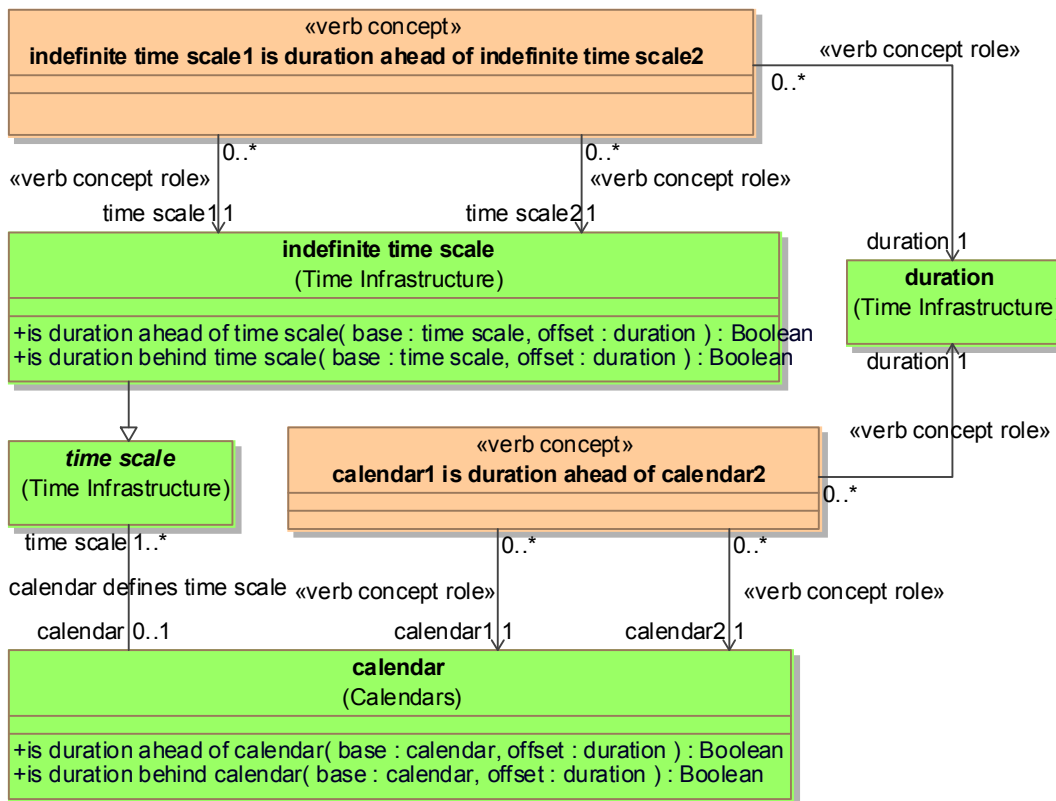 «verb concept»
indefinite time scale1 is duration ahead of indefinite time scale2
«verb concept role»
0..*
0..*
0..*
«verb concept role»
«verb concept role»
time scale1 1
time scale2 1
indefinite time scale
(Time Infrastructure)
+is duration ahead of time scale( base : time scale, offset : duration ) : Boolean
+is duration behind time scale( base : time scale, offset : duration ) : Boolean
duration 1
duration
(Time Infrastructure
duration 1
«verb concept role»
time scale
(Time Infrastructure)
«verb concept»
calendar1 is duration ahead of calendar2
0..*
time scale 1..*
0..*
0..*
calendar defines time scale
«verb concept role»
«verb concept role»
calendar 0..1
calendar1 1
calendar2 1
calendar
(Calendars)
+is duration ahead of calendar( base : calendar, offset : duration ) : Boolean
+is duration behind calendar( base : calendar, offset : duration ) : Boolean